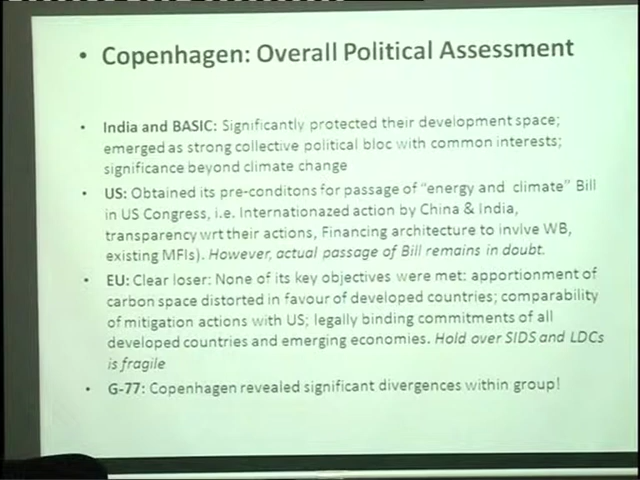 • Copenhagen: Overall Political Assessment
• India and BASIC: Significantly protected their development space;
emerged as strong collective political bloc with common interests;
significance beyond climate change
• US: Obtained its pre-conditons for passage of "energy and climate" Bill
in US Congress, i.e. Internationazed action by China & India,
transparency wrt their actions, Financing architecture to invlve WB,
existing MFIs). However, actual passage of Bill remains in doubt.
• EU: Clear loser: None of its key objectives were met: apportionment of
carbon space distorted in favour of developed countries; comparability
of mitigation actions with US; legally binding commitments of all
developed countries and emerging economies. Hold over SIDS and LDCs
is fragile
• G-77: Copenhagen revealed significant divergences within group!